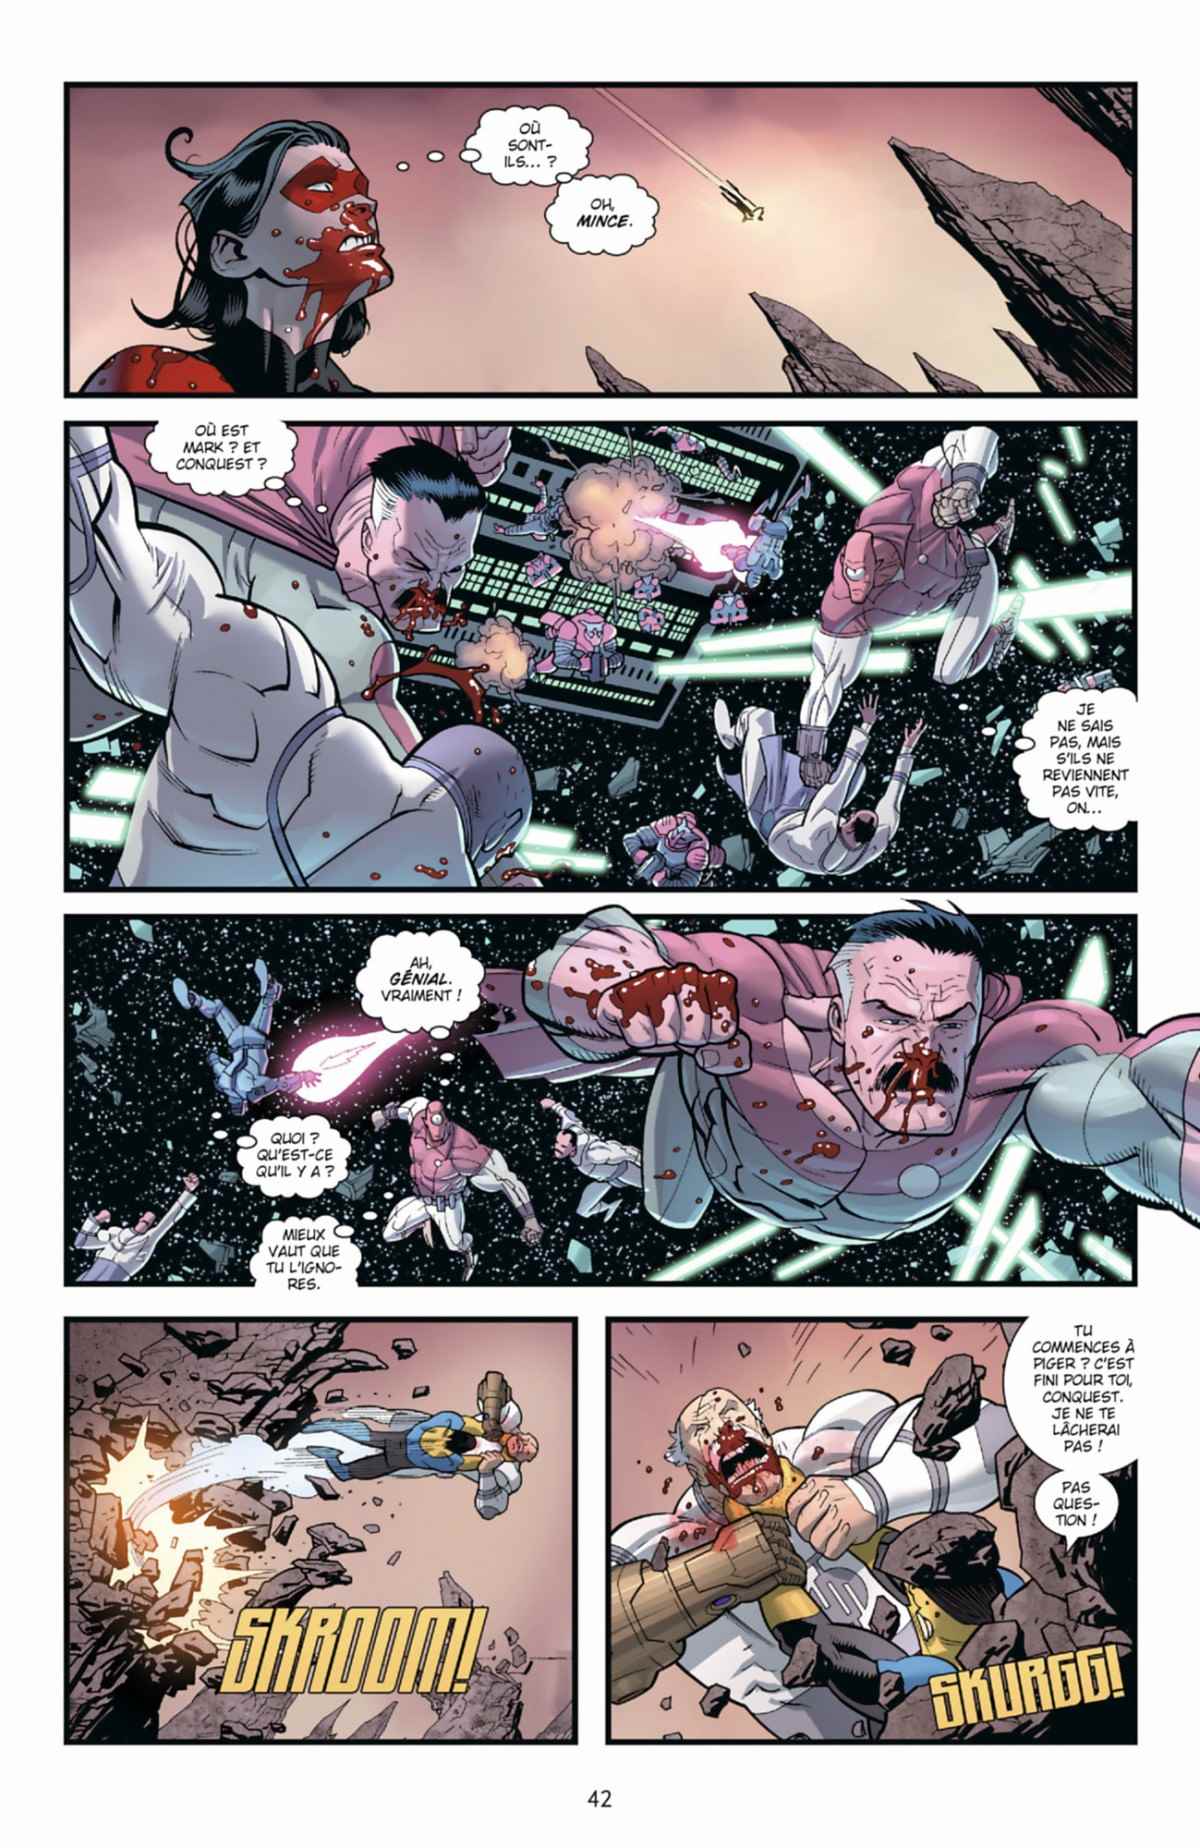 OÙ
SONT-
ILS... ?
OH,
MINCE.
OÙ EST
MARK ? ET
CONQUEST ?
JE
NE SAIS
PAS, MAIS
S'ILS NE
REVIENNENT
PAS VITE,
ON...
AH,
GÉNIAL.
VRAIMENT !
QUOI ?
QU'EST-CE
QU'IL Y A ?
MIEUX
VAUT QUE
TU L'IGNO-
RES.
SKROOM!
TU
COMMENCES À
PIGER ? C'EST
FINI POUR TOI,
CONQUEST.
JE NE TE
LÂCHERAI
PAS !
PAS
QUES-
TION !
SKURGG!
42